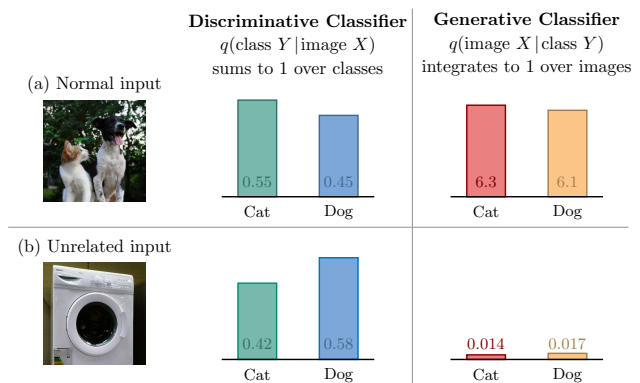 Discriminative Classifier
q(class Y | image X)
sums to 1 over classes
Generative Classifier
q(image X | class Y)
integrates to 1 over images
(a) Normal input
0.55
0.45
Cat
Dog
6.3
6.1
Cat
Dog
(b) Unrelated input
0.42
0.58
Cat
Dog
0.014
0.017
Cat
Dog